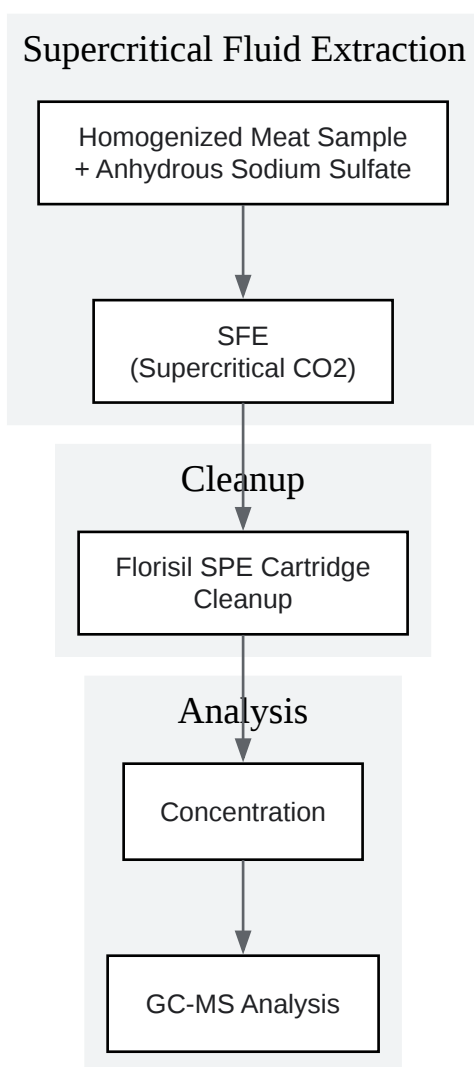 Supercritical Fluid Extraction
Homogenized Meat Sample
+ Anhydrous Sodium Sulfate
SFE
(Supercritical CO2)
Cleanup
Florisil SPE Cartridge
Cleanup
Analysis
Concentration
GC-MS Analysis